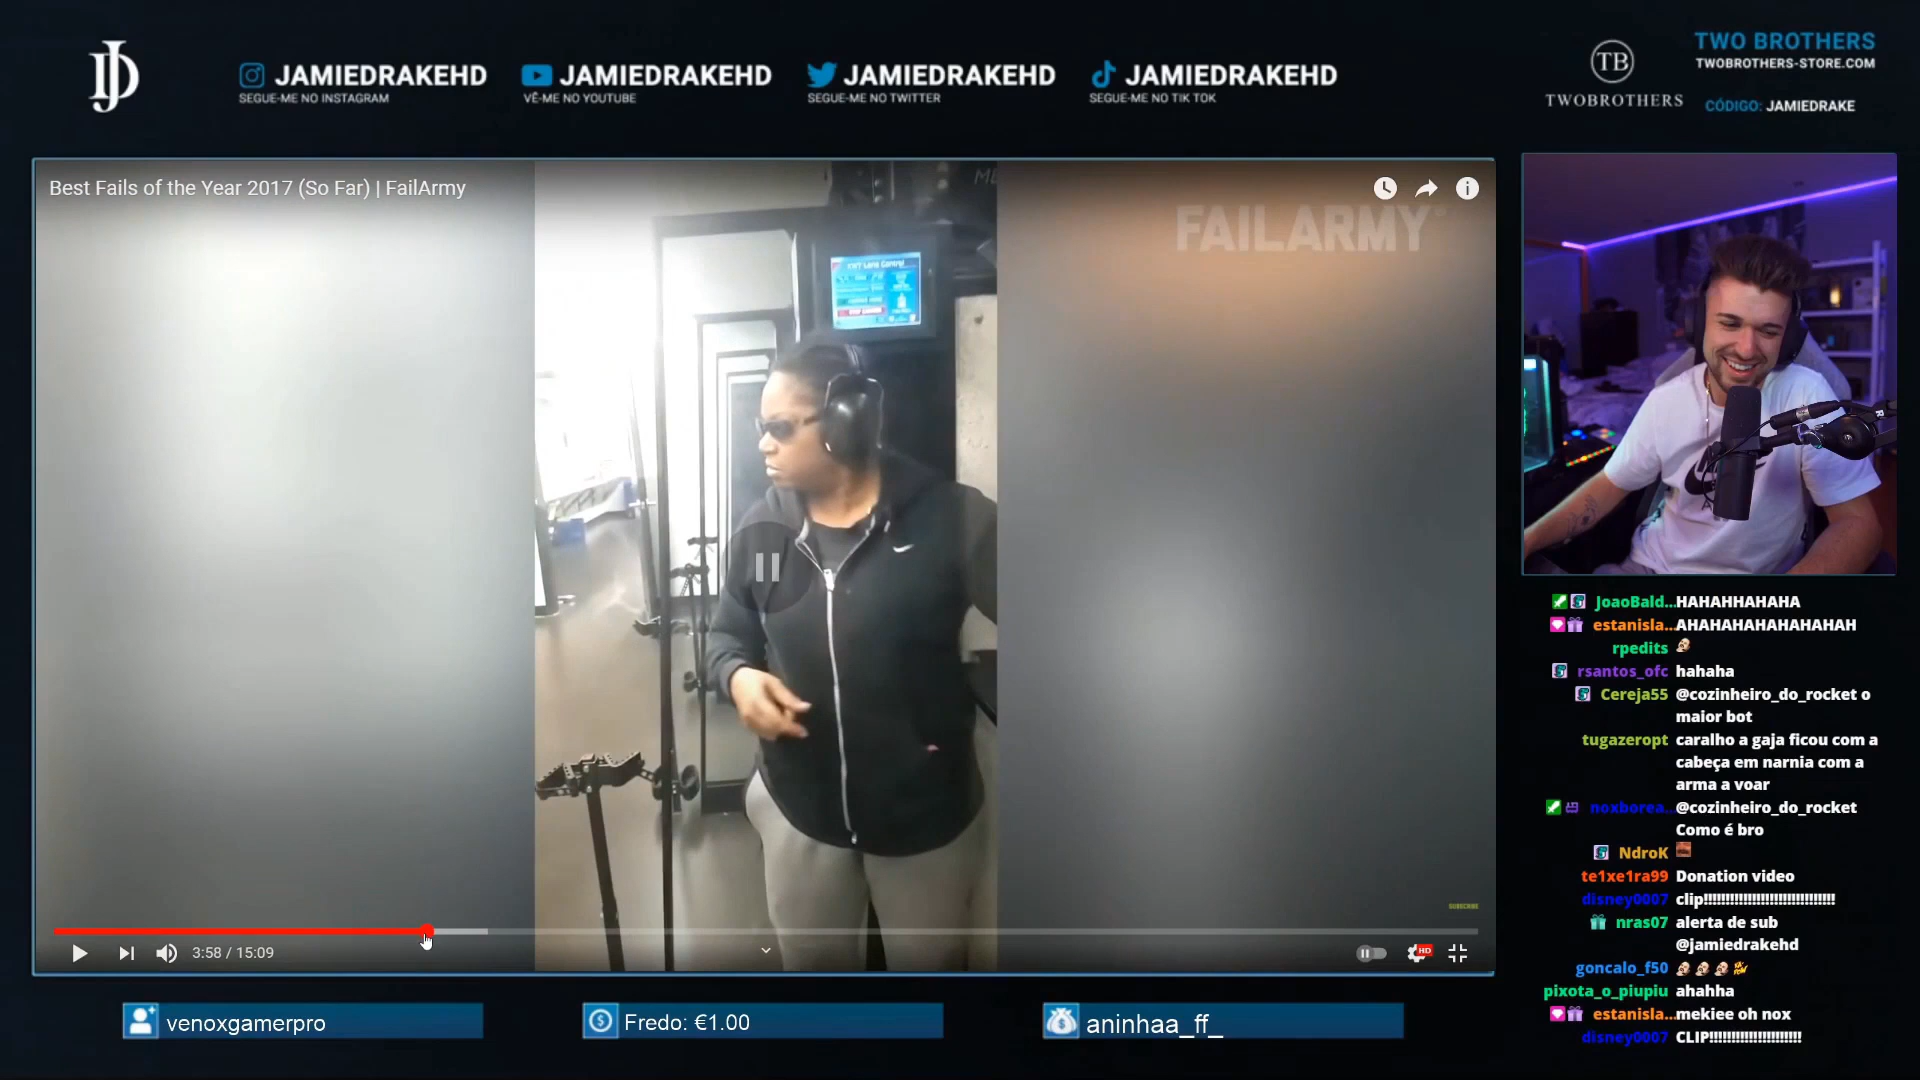 JD
JAMIEDRAKEHD
SEGUE-ME NO INSTAGRAM
JAMIEDRAKEHD
VÊ-ME NO YOUTUBE
JAMIEDRAKEHD
SEGUE-ME NO TWITTER
JAMIEDRAKEHD
SEGUE-ME NO TIK TOK
TB
TWOBROTHERS
TWO BROTHERS
TWOBROTHERS-STORE.COM
CÓDIGO: JAMIEDRAKE
Best Fails of the Year 2017 (So Far) | FailArmy
FAILARMY
SUBSCRIBE
3:58 / 15:09
HD
JoaoBald...HAHAHHAHAHA
estanisla...AHAHAHAHAHAHAHAH
rpedits
rsantos_ofc hahaha
Cereja55 @cozinheiro_do_rocket o
maior bot
tugazeropt caralho a gaja ficou com a
cabeça em narnia com a
arma a voar
noxborea... @cozinheiro_do_rocket
Como é bro
NdroK
te1xe1ra99 Donation video
disney0007 clip!!!!!!!!!!!!!!!!!!!!!!!!!!!!!!
nras07 alerta de sub
@jamiedrakehd
goncalo_f50
pixota_o_piupiu ahahha
estanisla...mekiee oh nox
disney0007 CLIP!!!!!!!!!!!!!!!!!!!!!
venoxgamerpro
Fredo: €1.00
aninhaa_ff_